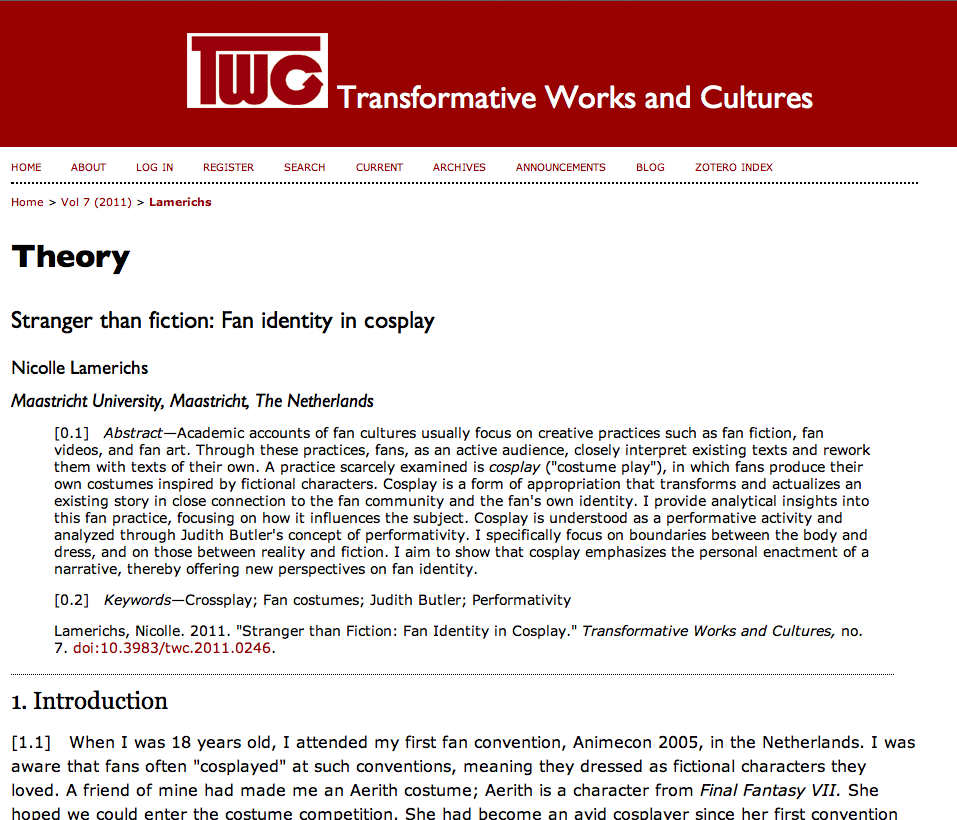 TWC Transformative Works and Cultures
HOME ABOUT LOG IN REGISTER SEARCH CURRENT ARCHIVES ANNOUNCEMENTS BLOG ZOTERO INDEX
Home > Vol 7 (2011) > Lamerichs
Theory
Stranger than fiction: Fan identity in cosplay
Nicolle Lamerichs
Maastricht University, Maastricht, The Netherlands
[0.1] Abstract—Academic accounts of fan cultures usually focus on creative practices such as fan fiction, fan
videos, and fan art. Through these practices, fans, as an active audience, closely interpret existing texts and rework
them with texts of their own. A practice scarcely examined is cosplay ("costume play"), in which fans produce their
own costumes inspired by fictional characters. Cosplay is a form of appropriation that transforms and actualizes an
existing story in close connection to the fan community and the fan's own identity. I provide analytical insights into
this fan practice, focusing on how it influences the subject. Cosplay is understood as a performative activity and
analyzed through Judith Butler's concept of performativity. I specifically focus on boundaries between the body and
dress, and on those between reality and fiction. I aim to show that cosplay emphasizes the personal enactment of a
narrative, thereby offering new perspectives on fan identity.
[0.2] Keywords—Crossplay; Fan costumes; Judith Butler; Performativity
Lamerichs, Nicolle. 2011. "Stranger than Fiction: Fan Identity in Cosplay." Transformative Works and Cultures, no.
7. doi:10.3983/twc.2011.0246.
1. Introduction
[1.1] When I was 18 years old, I attended my first fan convention, Animecon 2005, in the Netherlands. I was
aware that fans often "cosplayed" at such conventions, meaning they dressed as fictional characters they
loved. A friend of mine had made me an Aerith costume; Aerith is a character from Final Fantasy VII. She
hoped we could enter the costume competition. She had become an avid cosplayer since her first convention